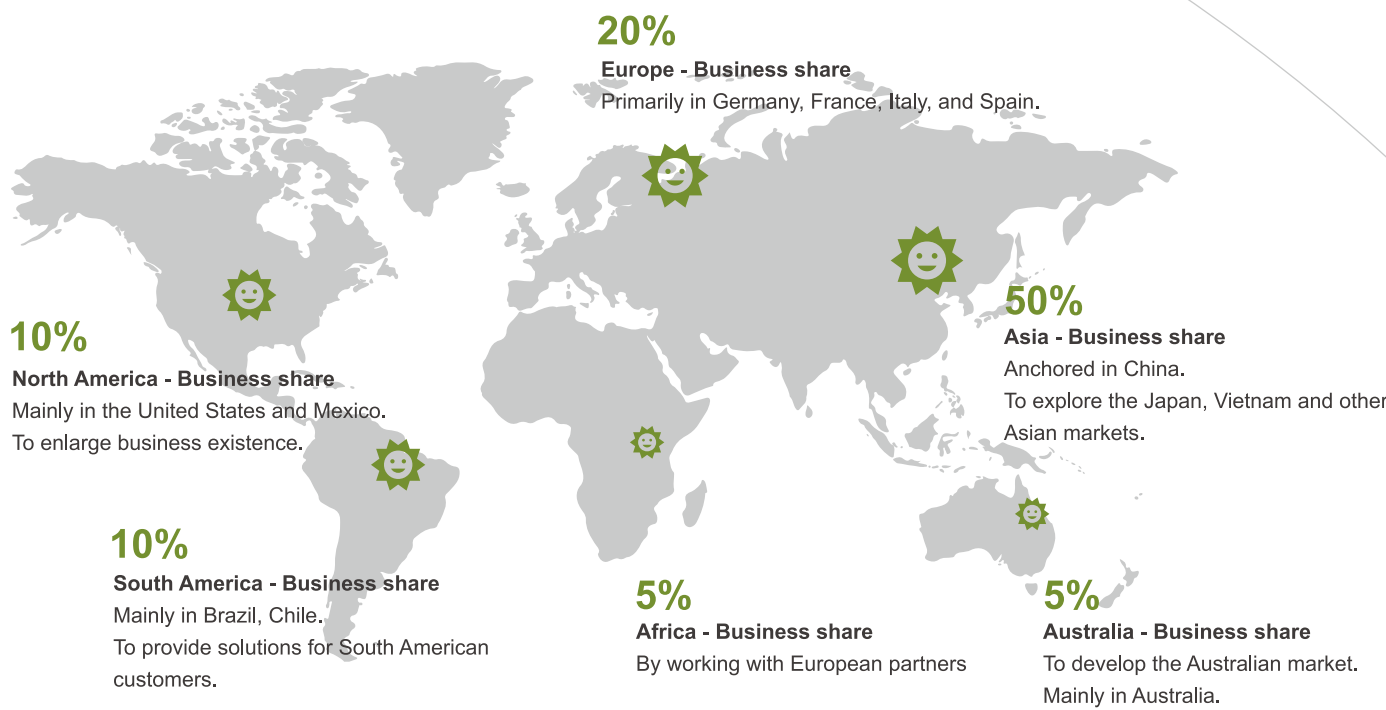 20%
Europe - Business share
Primarily in Germany, France, Italy, and Spain.
10%
North America - Business share
Mainly in the United States and Mexico.
To enlarge business existence.
50%
Asia - Business share
Anchored in China.
To explore the Japan, Vietnam and other
Asian markets.
10%
South America - Business share
Mainly in Brazil, Chile.
To provide solutions for South American
customers.
5%
Africa - Business share
By working with European partners
5%
Australia - Business share
To develop the Australian market.
Mainly in Australia.